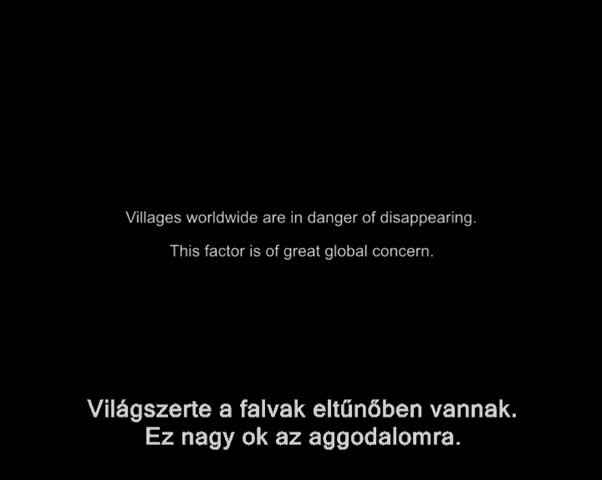 Villages worldwide are in danger of disappearing.
This factor is of great global concern.
Világszerte a falvak eltűnőben vannak.
Ez nagy ok az aggodalomra.